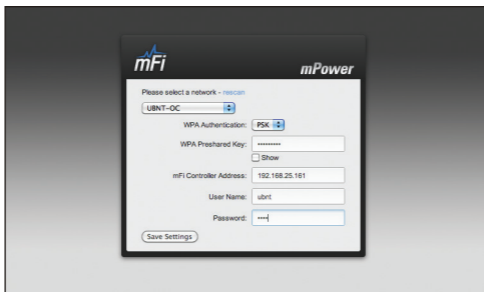 mFi
mPower
Please select a network - rescan
UBNT-OC
WPA Authentication: PSK
WPA Preshared Key: ·········
Show
mFi Controller Address: 192.168.25.161
User Name: ubnt
Password: ····
Save Settings